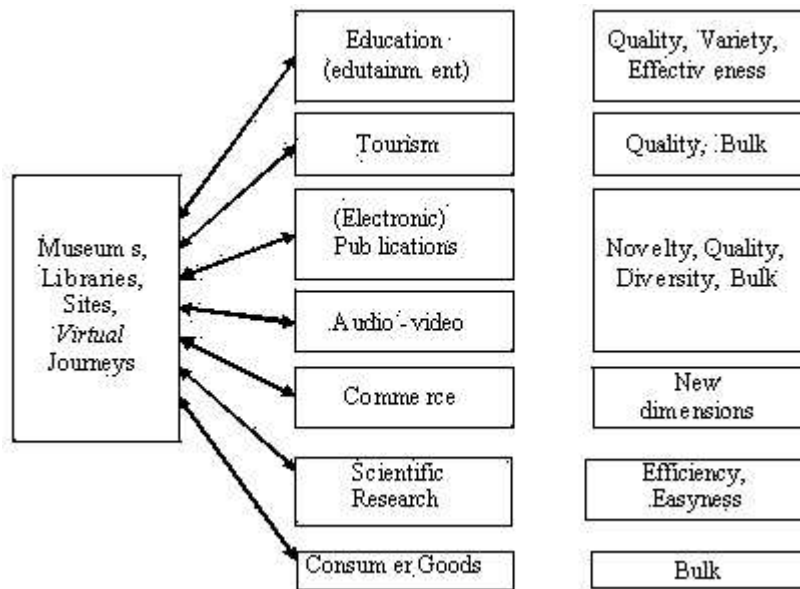 Education
(edutainment)
Quality, Variety,
Effectiveness
Tourism
Quality, Bulk
Museums,
Libraries,
Sites,
Virtual
Journeys
(Electronic)
Publications
Novelty, Quality,
Diversity, Bulk
Audio-video
Commerce
New
dimensions
Scientific
Research
Efficiency,
Easyness
Consumer Goods
Bulk